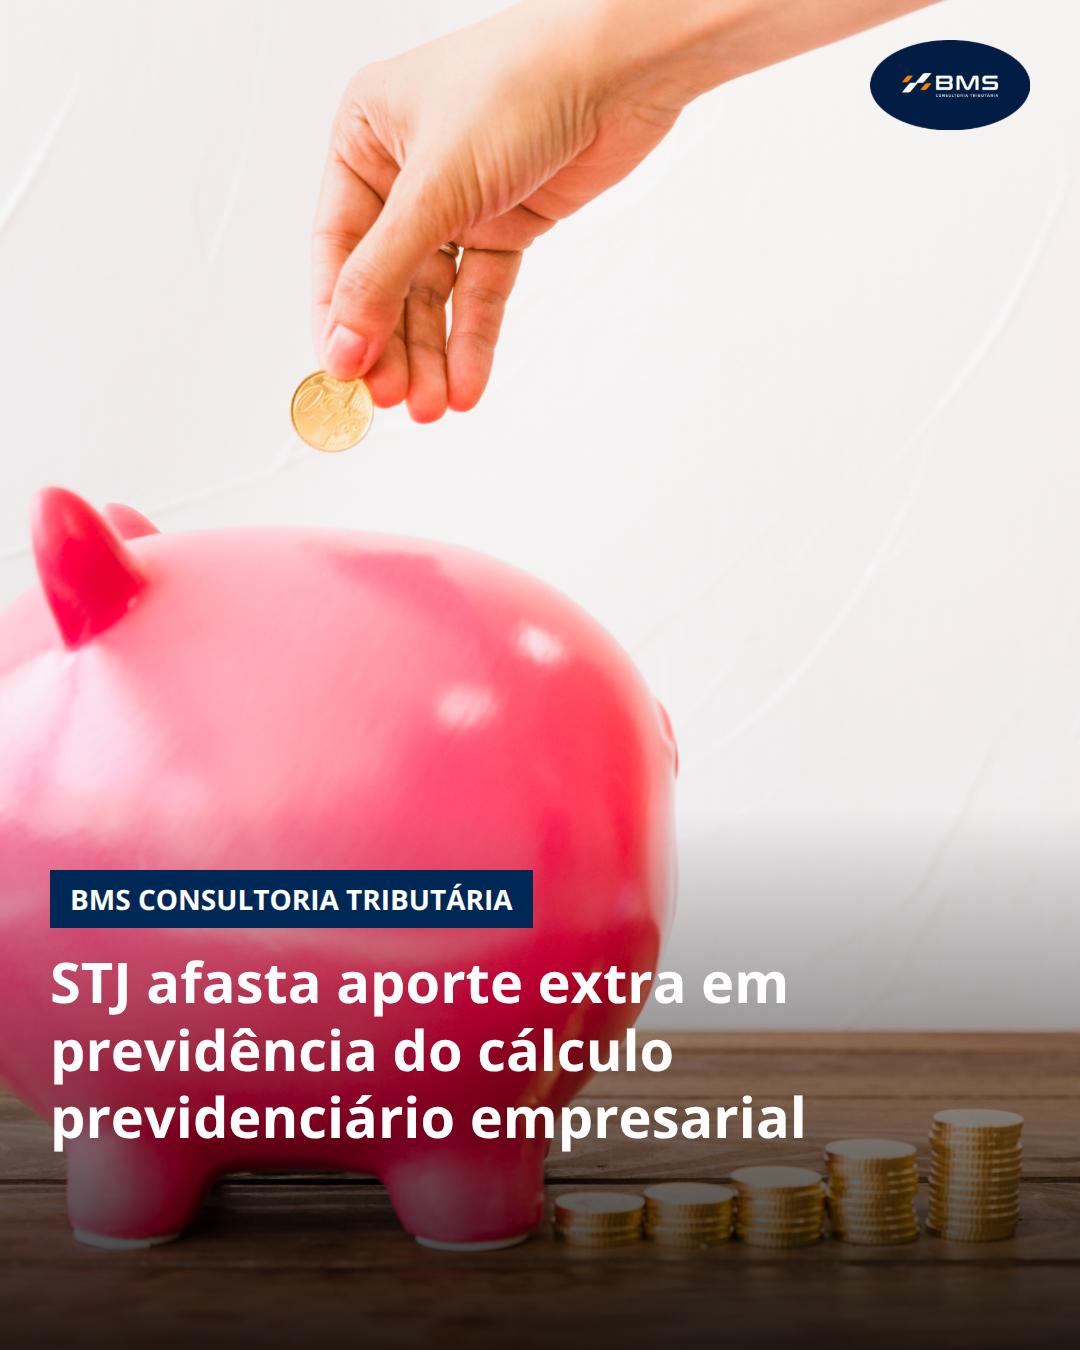 BMS
CONSULTORIA TRIBUTÁRIA
BMS CONSULTORIA TRIBUTÁRIA
STJ afasta aporte extra em
previdência do cálculo
previdenciário empresarial